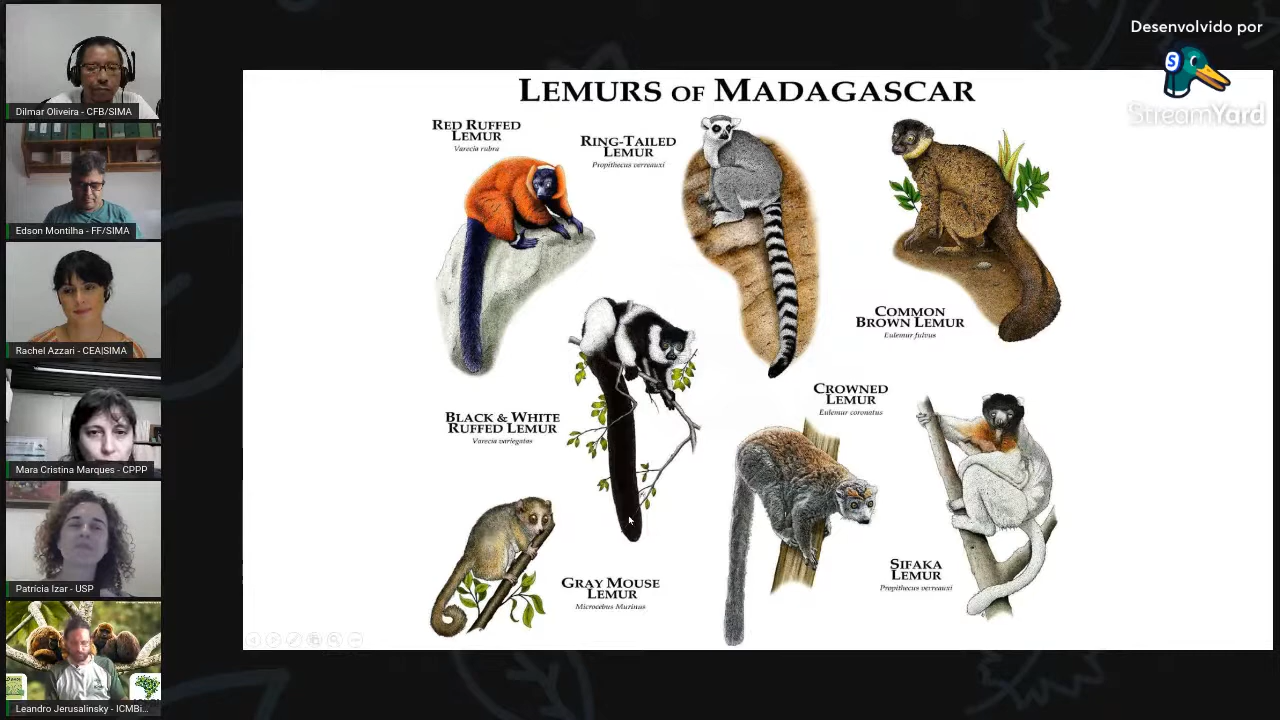 Dilmar Oliveira - CFB/SIMA
Edson Montilha - FF/SIMA
Rachel Azzari - CEA|SIMA
Mara Cristina Marques - CPPP
Patrícia Izar - USP
Leandro Jerusalinsky - ICMBi...
Desenvolvido por
S
StreamYard
LEMURS OF MADAGASCAR
RED RUFFED
LEMUR
Varecia rubra
RING-TAILED
LEMUR
Propithecus verreauxi
COMMON
BROWN LEMUR
Eulemur fulvus
BLACK & WHITE
RUFFED LEMUR
Varecia variegatas
CROWNED
LEMUR
Eulemur coronatus
GRAY MOUSE
LEMUR
Microcebus Murinus
SIFAKA
LEMUR
Propithecus verreauxi